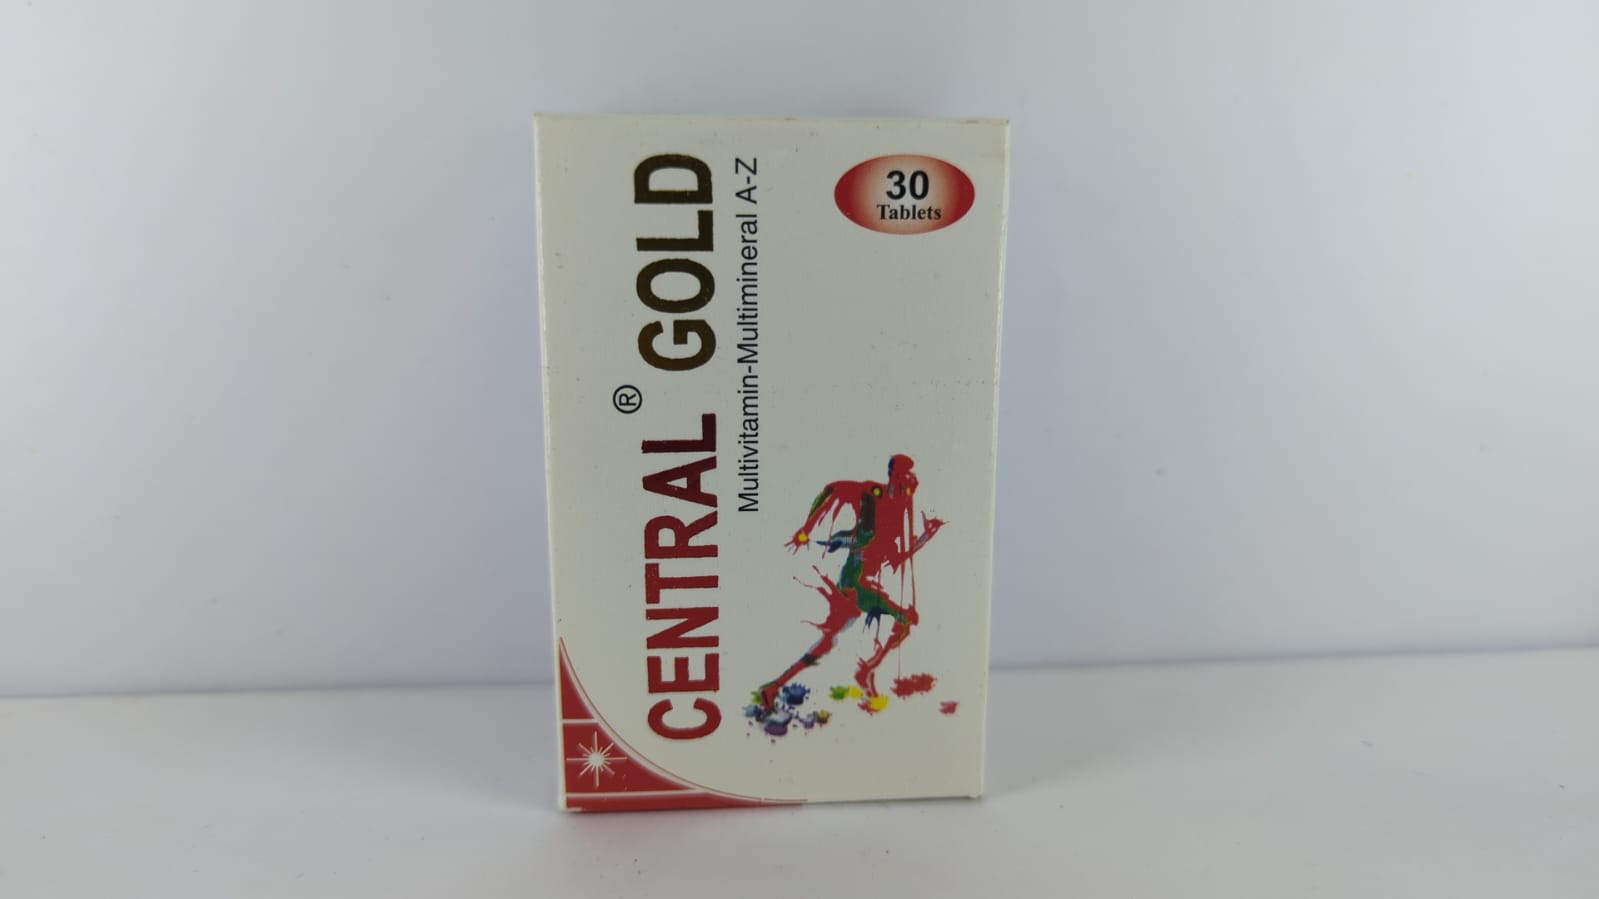 CENTRAL® GOLD
Multivitamin-Multimineral A-Z
30
Tablets